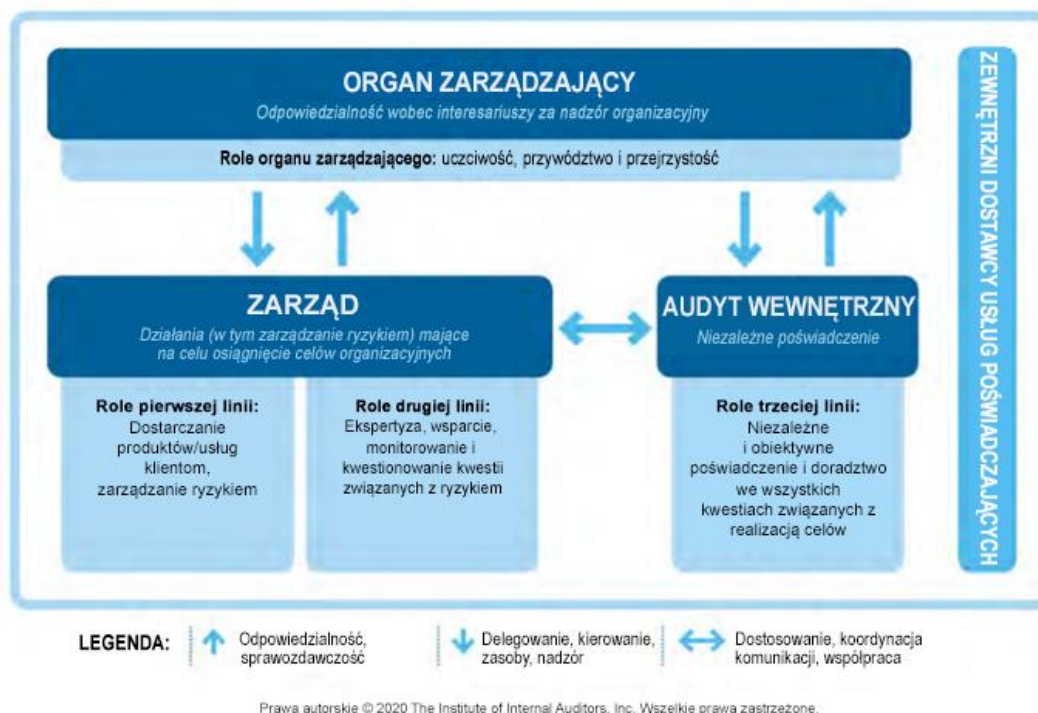 ORGAN ZARZĄDZAJĄCY
Odpowiedzialność wobec interesariuszy za nadzór organizacyjny
Role organu zarządzającego: uczciwość, przywództwo i przejrzystość
ZARZĄD
Działania (w tym zarządzanie ryzykiem) mające
na celu osiągnięcie celów organizacyjnych
Role pierwszej linii:
Dostarczanie
produktów/usług
klientom,
zarządzanie ryzykiem
Role drugiej linii:
Ekspertyza, wsparcie,
monitorowanie i
kwestionowanie kwestii
związanych z ryzykiem
AUDYT WEWNĘTRZNY
Niezależne poświadczenie
Role trzeciej linii:
Niezależne
i obiektywne
poświadczenie i doradztwo
we wszystkich
kwestiach związanych z
realizacją celów
ZEWNĘTRZNI DOSTAWCY USŁUG POŚWIADCZAJĄCYCH
LEGENDA:
Odpowiedzialność,
sprawozdawczość
Delegowanie, kierowanie,
zasoby, nadzór
Dostosowanie, koordynacja
komunikacji, współpraca
Prawa autorskie © 2020 The Institute of Internal Auditors, Inc. Wszelkie prawa zastrzeżone.